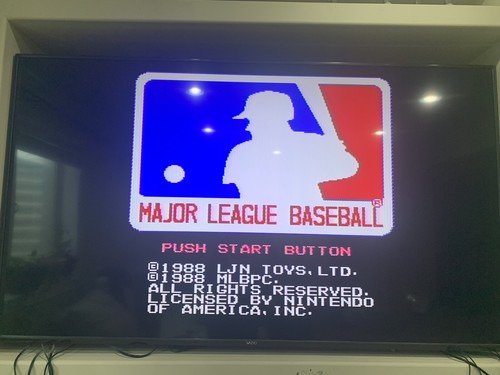 MAJOR LEAGUE BASEBALL®
PUSH START BUTTON
©1988 LJN TOYS,LTD.
©1988 MLBPC.
ALL RIGHTS RESERVED.
LICENSED BY NINTENDO
OF AMERICA,INC.